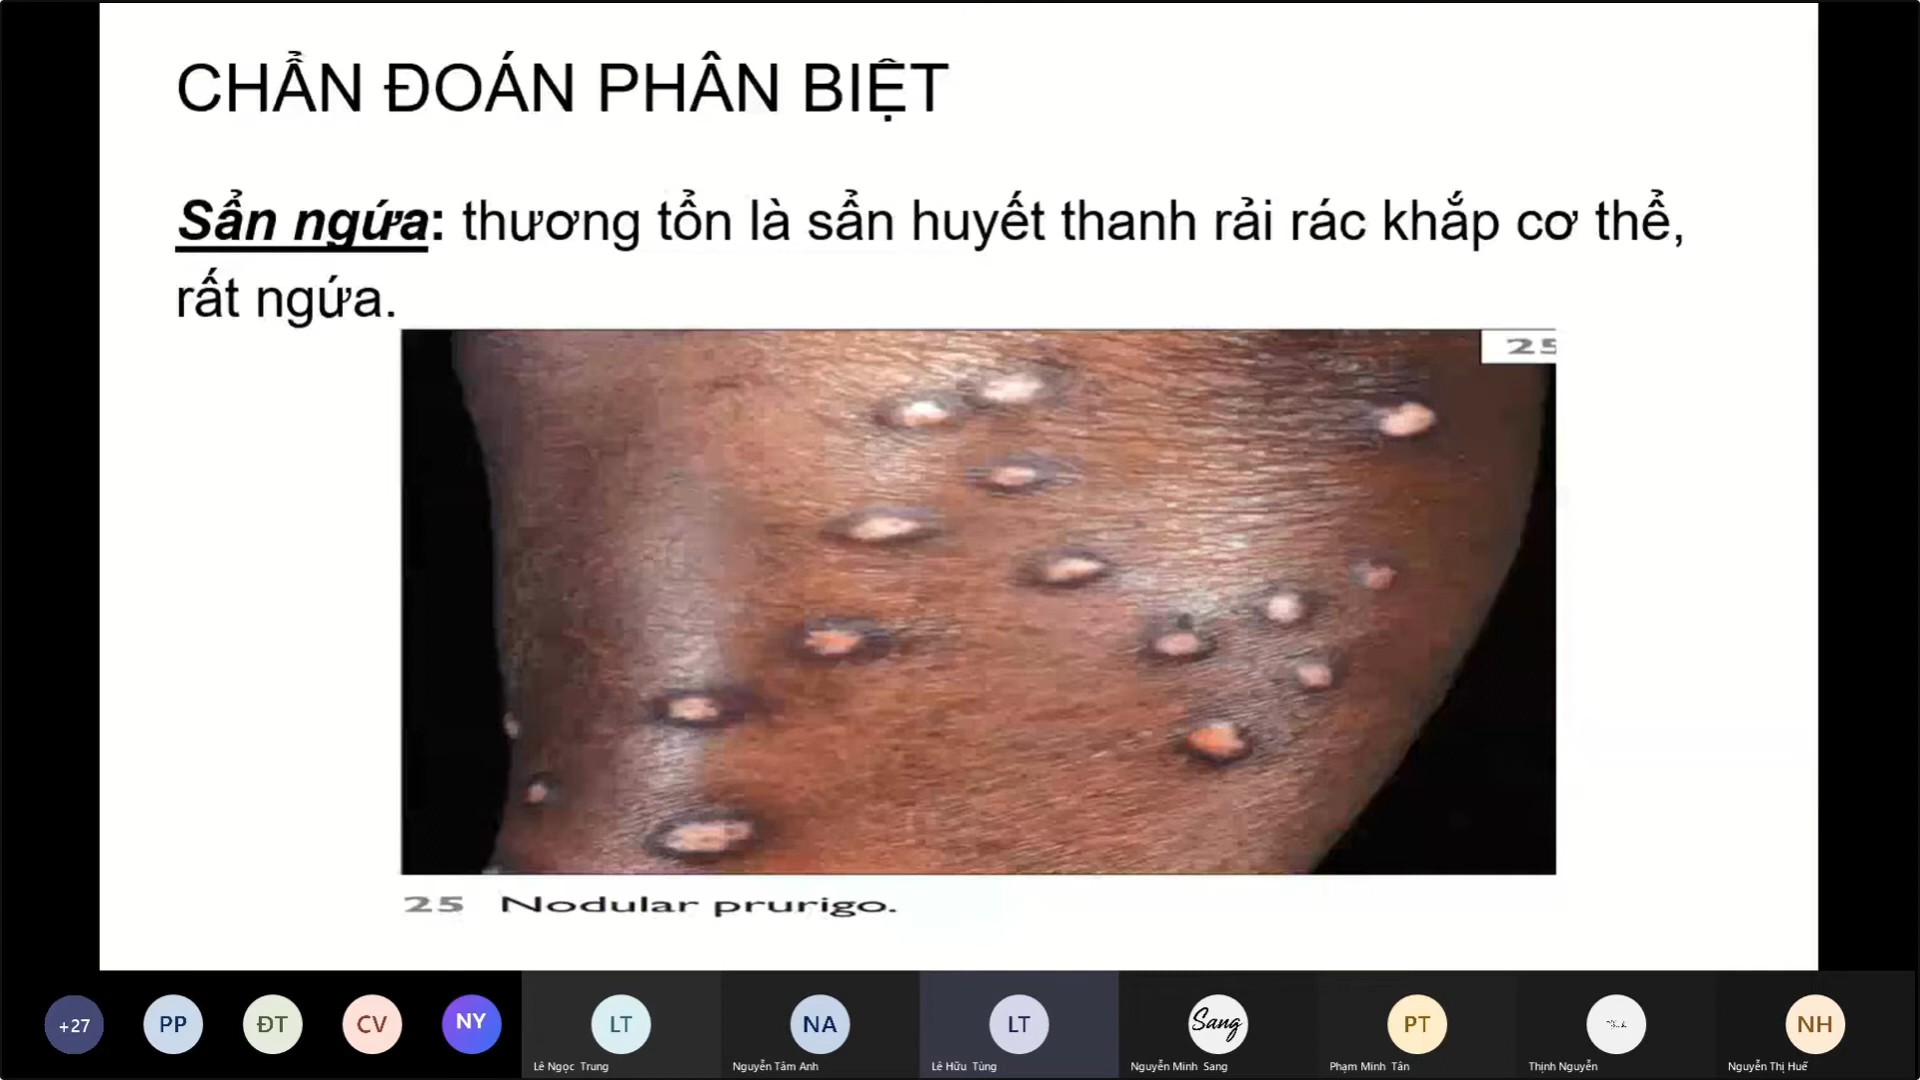 CHẨN ĐOÁN PHÂN BIỆT
Sẩn ngứa: thương tổn là sẩn huyết thanh rải rác khắp cơ thể,
rất ngứa.
25
25 Nodular prurigo.
+27
PP
ĐT
CV
NY
LT
Lê Ngọc Trung
NA
Nguyễn Tâm Anh
LT
Lê Hữu Tùng
Sang
Nguyễn Minh Sang
PT
Phạm Minh Tân
Thịnh Nguyễn
NH
Nguyễn Thị Huế